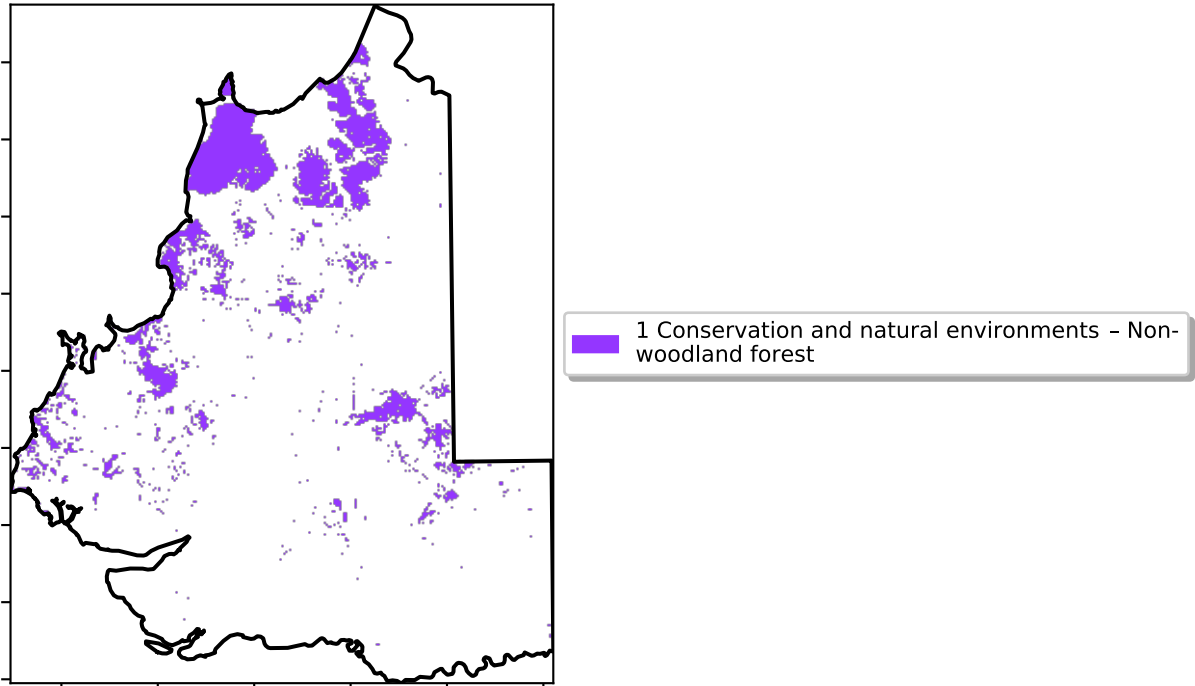 1 Conservation and natural environments – Non-
woodland forest